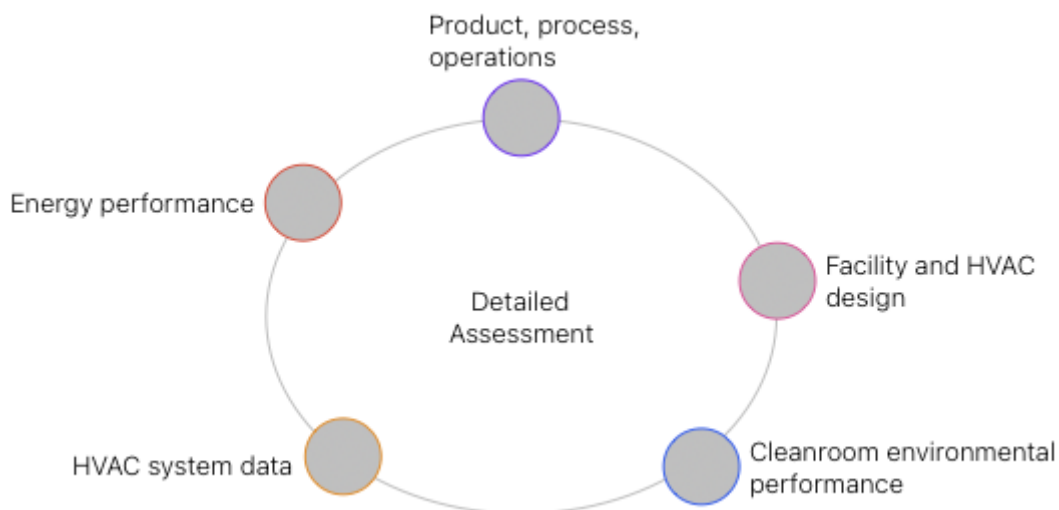 Product, process,
operations
Energy performance
Facility and HVAC
design
Detailed
Assessment
HVAC system data
Cleanroom environmental
performance